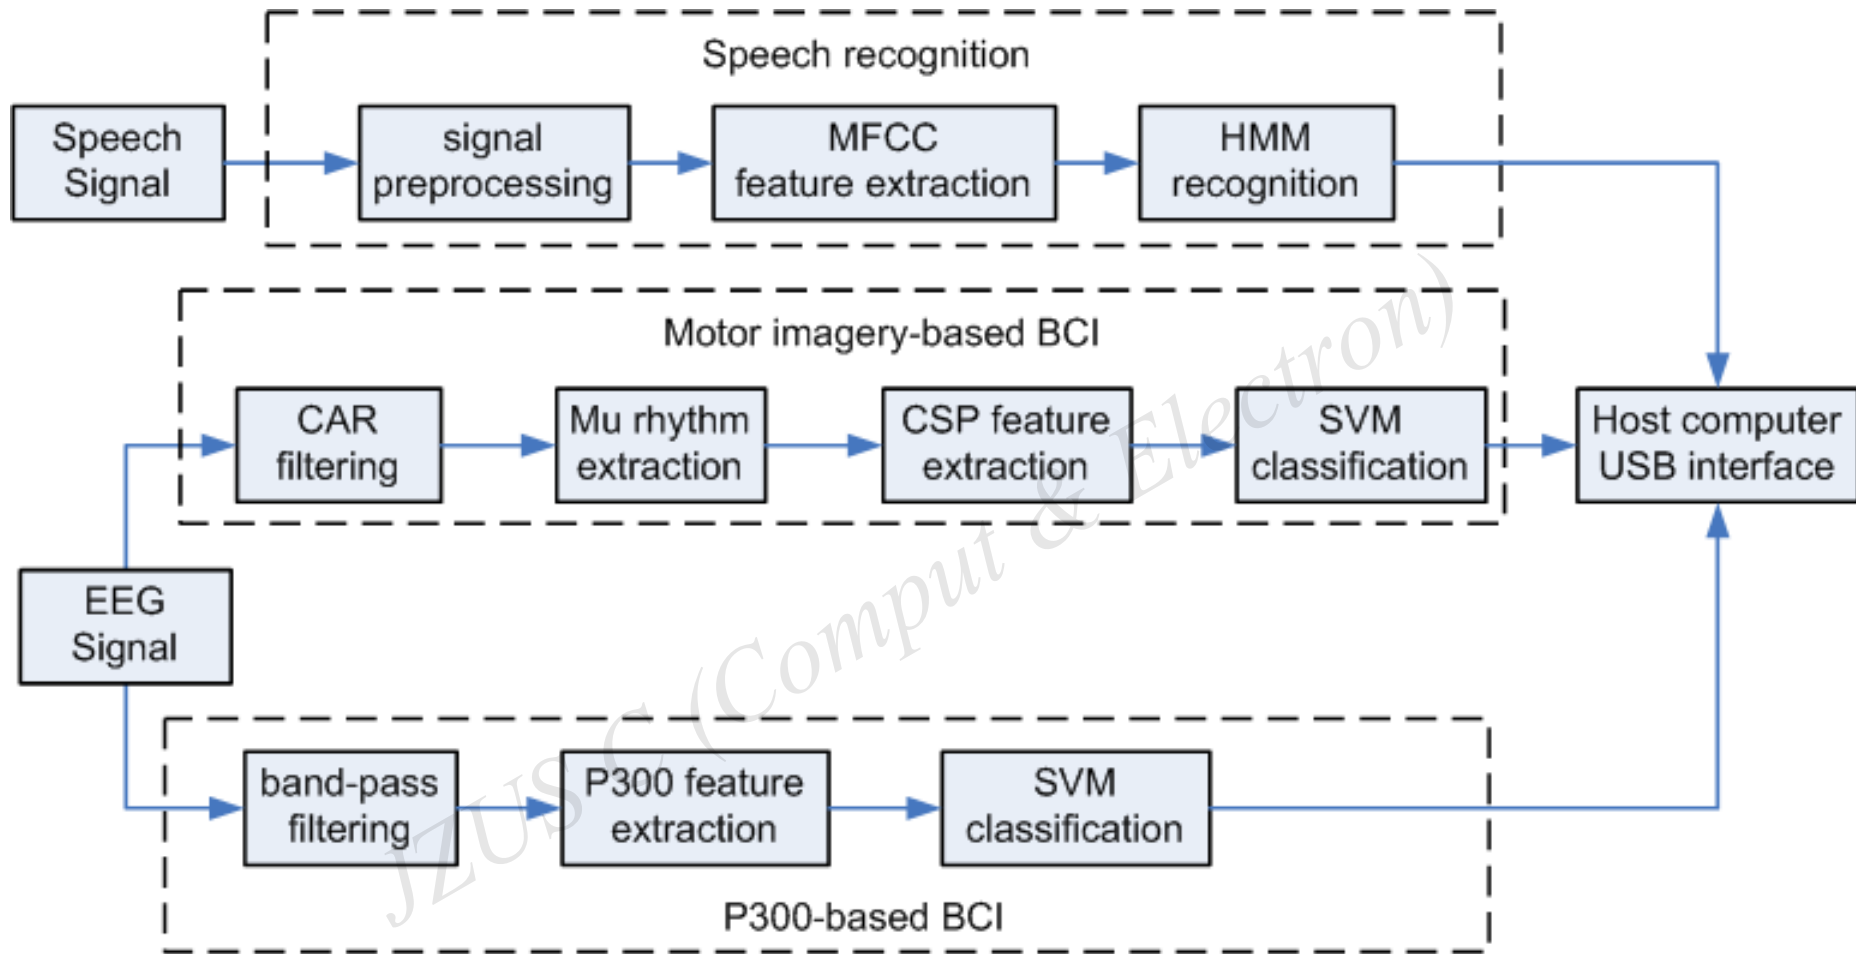 Speech recognition
Speech
Signal
signal
preprocessing
MFCC
feature extraction
HMM
recognition
Motor imagery-based BCI
CAR
filtering
Mu rhythm
extraction
CSP feature
extraction
SVM
classification
Host computer
USB interface
EEG
Signal
band-pass
filtering
P300 feature
extraction
SVM
classification
P300-based BCI
JZUS C (Comput & Electron)